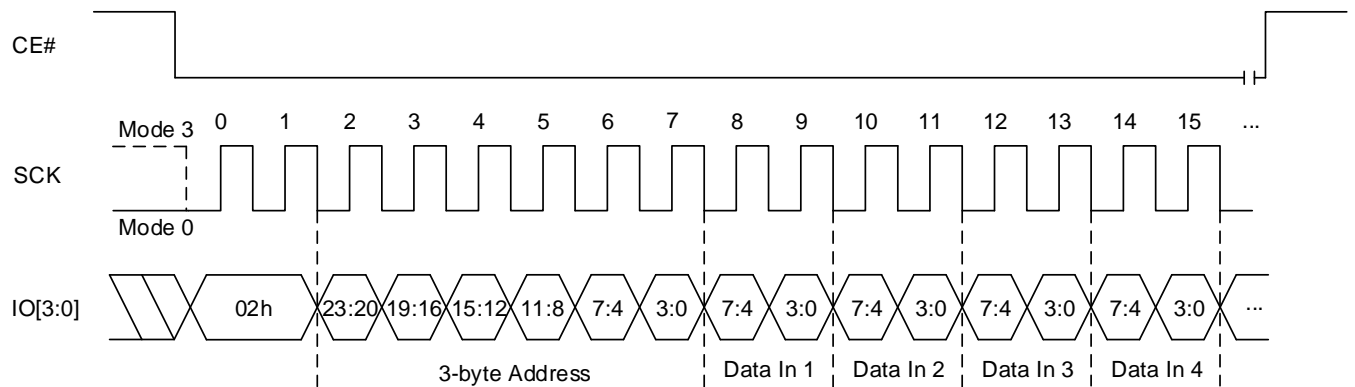 CE#
Mode 3 0 1 2 3 4 5 6 7 8 9 10 11 12 13 14 15 ...
SCK
Mode 0
IO[3:0] 02h 23:20 19:16 15:12 11:8 7:4 3:0 7:4 3:0 7:4 3:0 7:4 3:0 7:4 3:0 ...
3-byte Address Data In 1 Data In 2 Data In 3 Data In 4